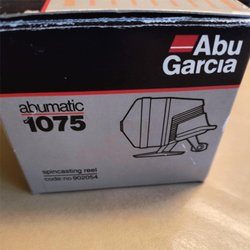 Abu
Garcia
abumatic
1075
spincasting reel
code no 902054